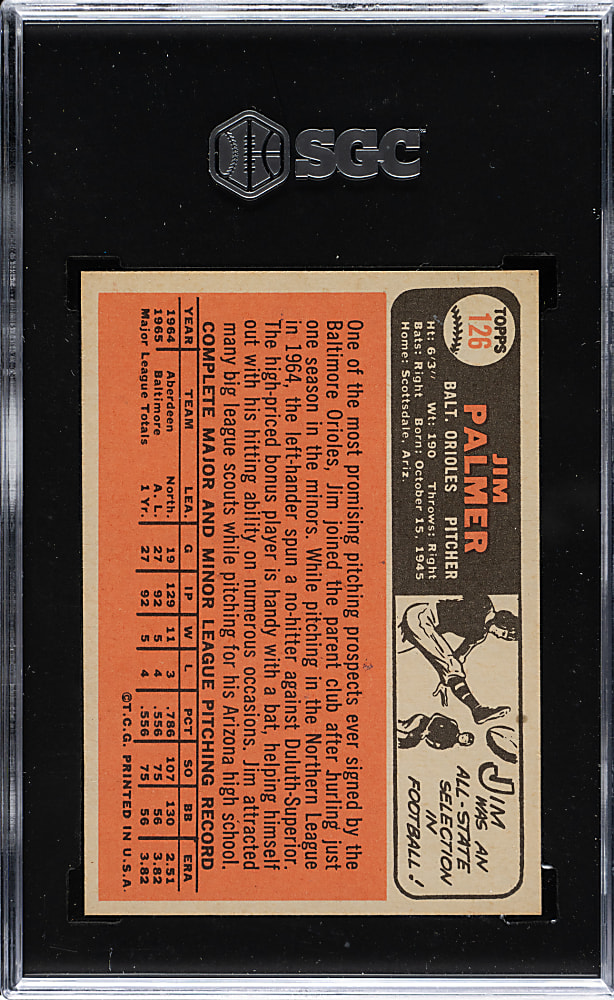 SGC
TOPPS
126
JIM
PALMER
BALT. ORIOLES PITCHER
Ht: 6'3" Wt: 190 Throws: Right
Bats: Right Born: October 15, 1945
Home: Scottsdale, Ariz.
JIM
WAS AN
ALL-STATE
SELECTION
IN
FOOTBALL!
One of the most promising pitching prospects ever signed by the
Baltimore Orioles, Jim joined the parent club after hurling just
one season in the minors. While pitching in the Northern League
in 1964, the left-hander spun a no-hitter against Duluth-Superior.
The high-priced bonus player is handy with a bat, helping himself
out with his hitting ability on numerous occasions. Jim attracted
many big league scouts while pitching for his Arizona high school.
COMPLETE MAJOR AND MINOR LEAGUE PITCHING RECORD
YEAR TEAM LEA. G IP W L PCT SO BB ERA
1964 Aberdeen North. 19 129 11 3 .786 107 130 2.51
1965 Baltimore A. L. 27 92 5 4 .556 75 56 3.82
Major League Totals 1 Yr. 27 92 5 4 .556 75 56 3.82
©T.C.G. PRINTED IN U.S.A.